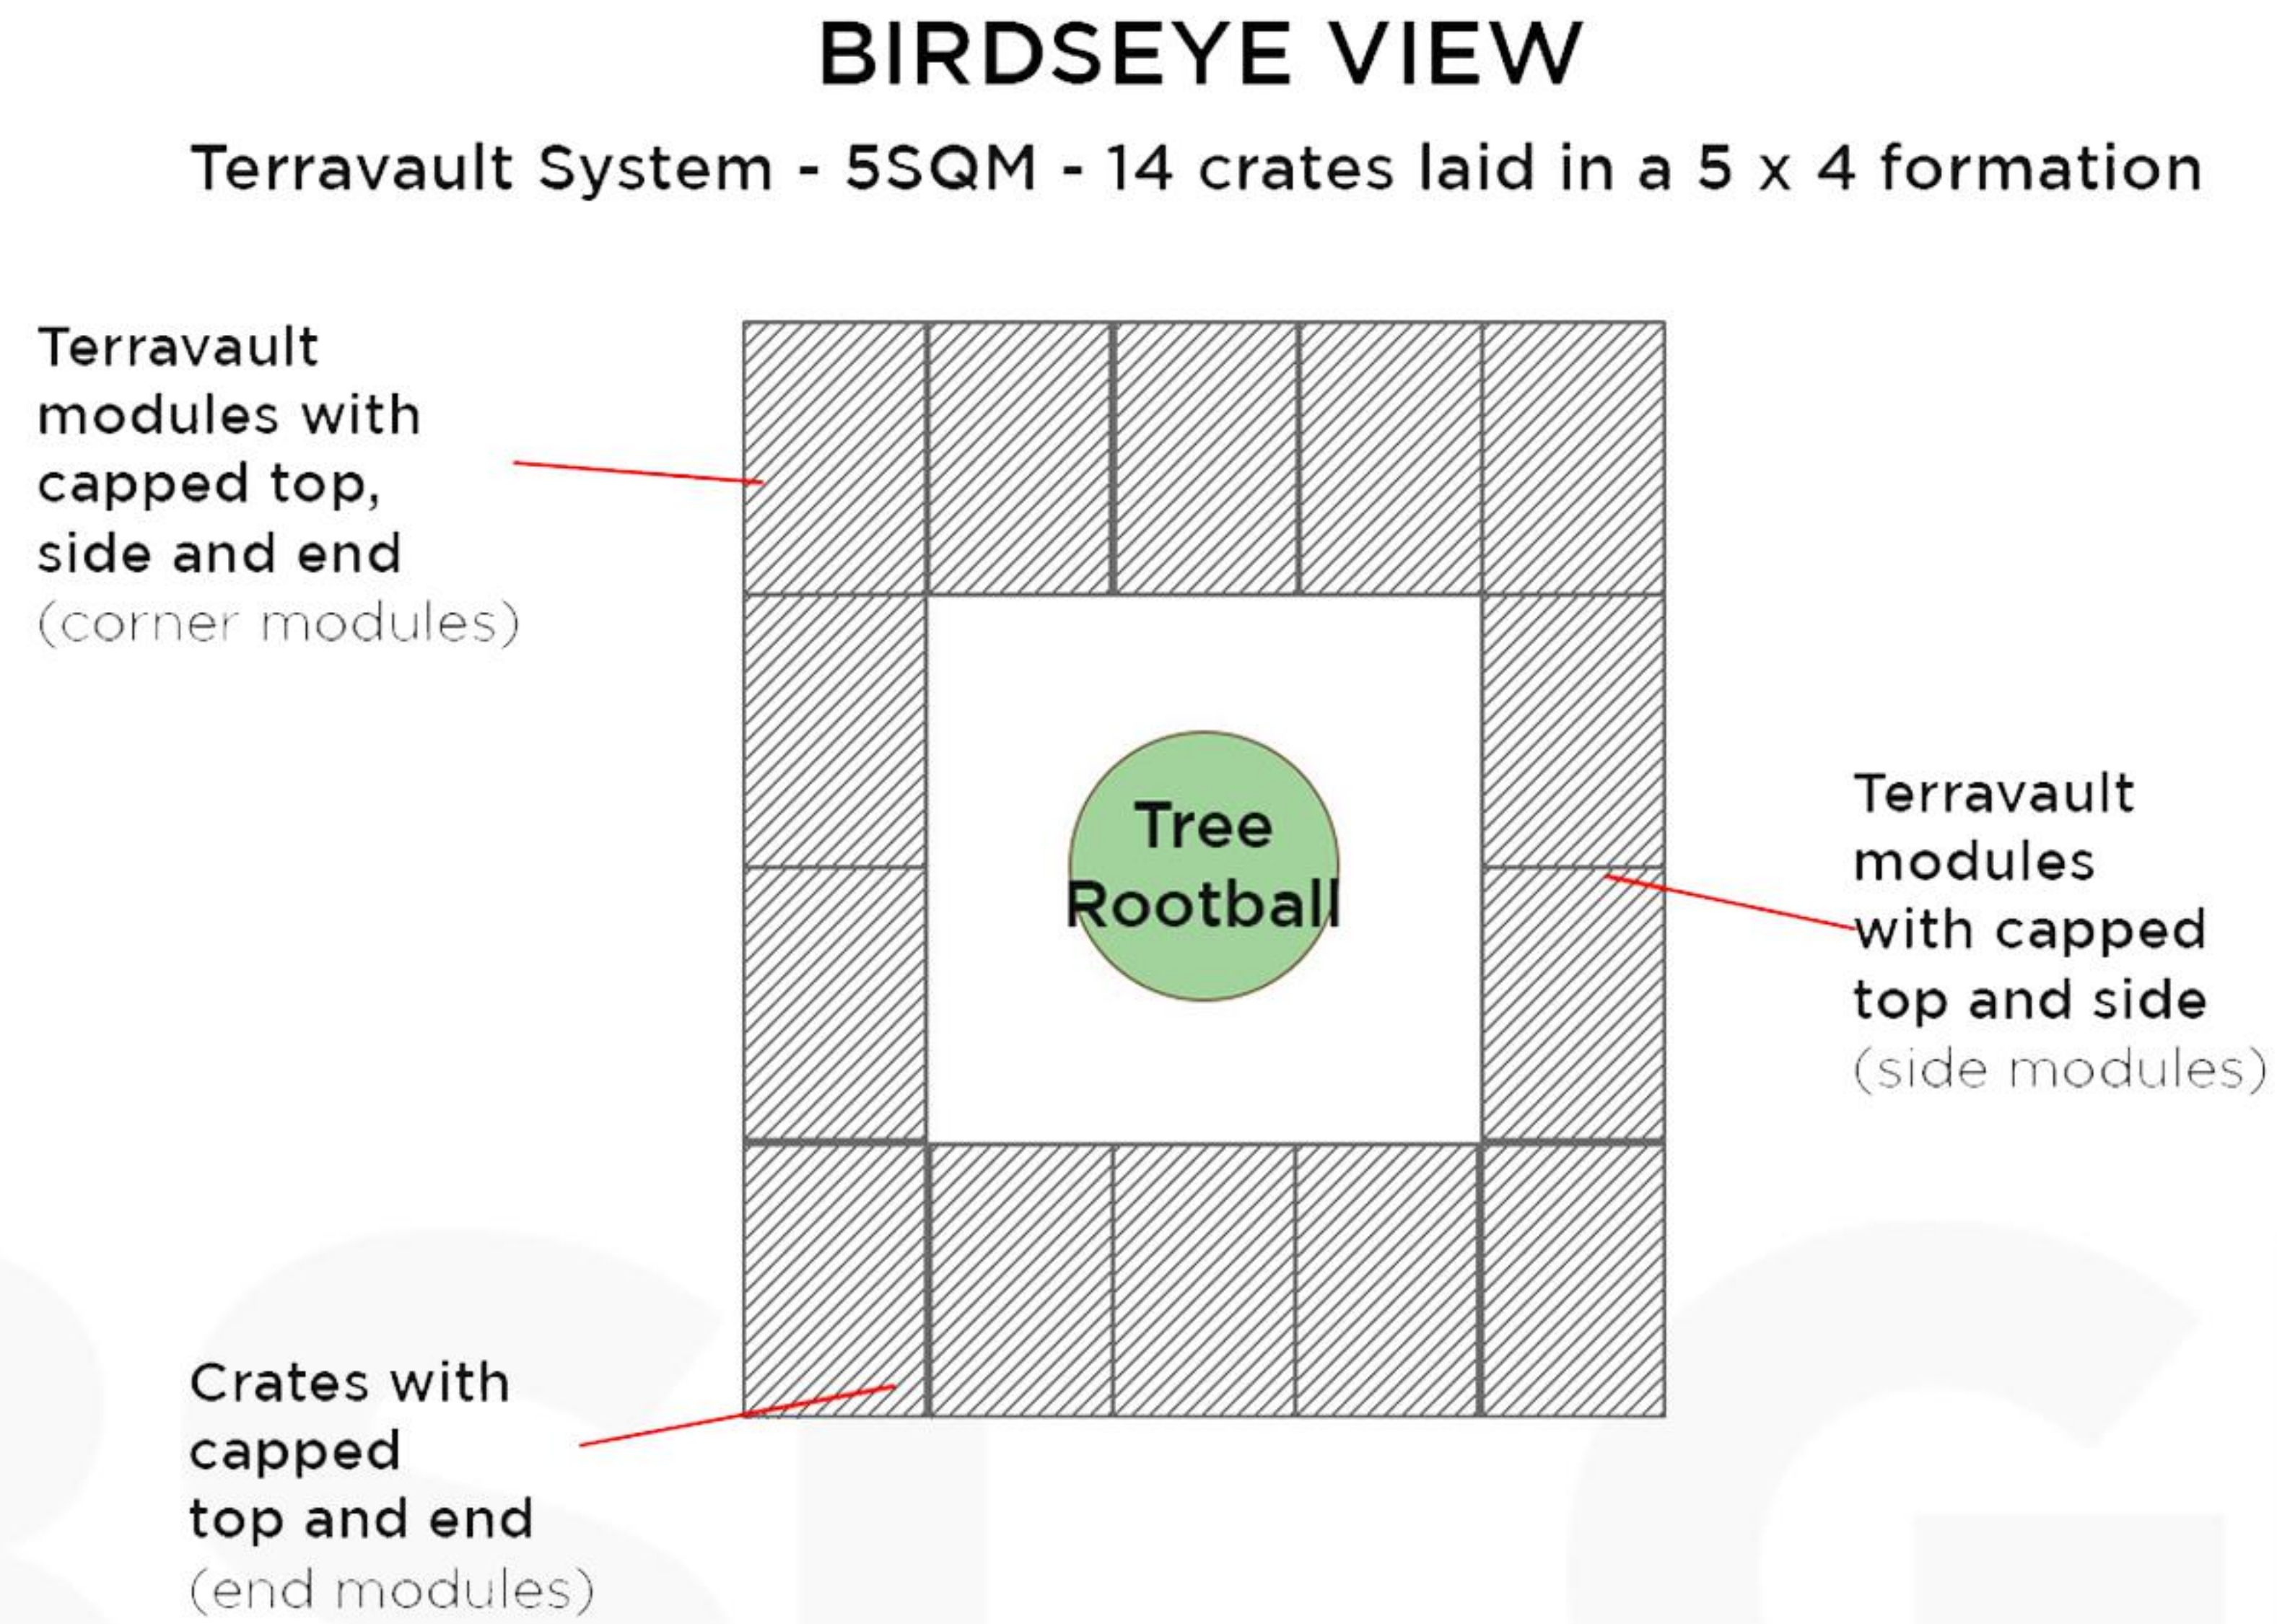 BIRDSEYE VIEW
Terravault System - 5SQM - 14 crates laid in a 5 x 4 formation
Terravault
modules with
capped top,
side and end
(corner modules)
Tree
Rootball
Terravault
modules
with capped
top and side
(side modules)
Crates with
capped
top and end
(end modules)